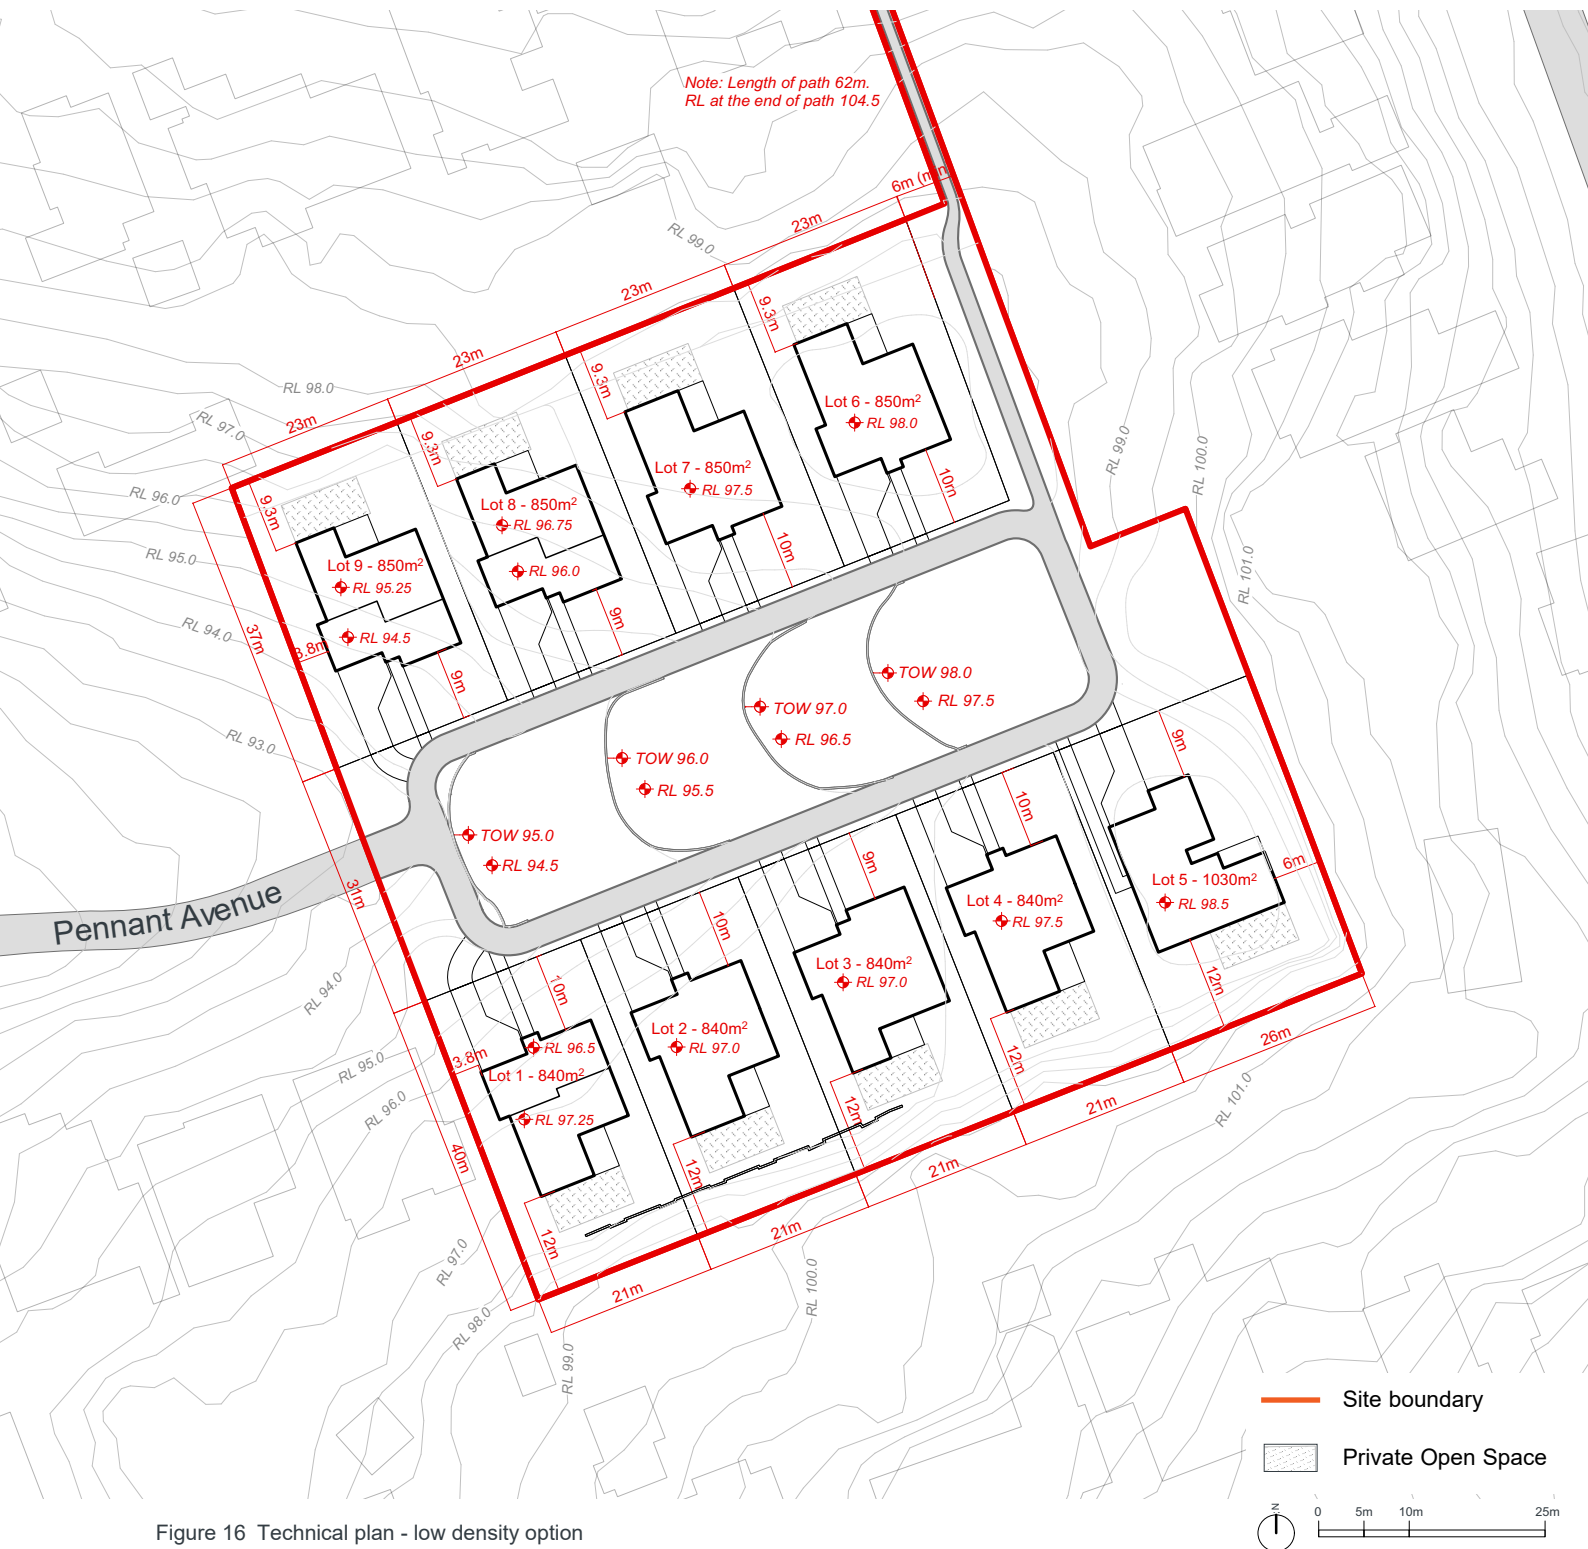 Note: Length of path 62m.
RL at the end of path 104.5
6m
23m
RL 99.0
23m
9.3m
23m
9.3m
RL 98.0
Lot 6 - 850m²
RL 98.0
23m
RL 97.0
9.3m
RL 99.0
RL 100.0
Lot 7 - 850m²
RL 97.5
10m
RL 96.0
9.3m
Lot 8 - 850m²
RL 96.75
RL 95.0
Lot 9 - 850m²
RL 95.25
RL 96.0
10m
RL 101.0
RL 94.0
37m
3.8m
RL 94.5
9m
9m
TOW 98.0
RL 97.5
RL 93.0
TOW 97.0
RL 96.5
9m
TOW 96.0
RL 95.5
TOW 95.0
RL 94.5
10m
9m
6m
31m
Pennant Avenue
Lot 5 - 1030m²
RL 98.5
Lot 4 - 840m²
RL 97.5
10m
Lot 3 - 840m²
RL 97.0
12m
RL 94.0
10m
Lot 2 - 840m²
RL 97.0
26m
RL 95.0
3.8m
RL 96.5
Lot 1 - 840m²
RL 97.25
12m
RL 96.0
12m
21m
RL 101.0
40m
12m
21m
RL 97.0
12m
21m
RL 100.0
21m
RL 98.0
RL 99.0
Site boundary
Private Open Space
N
0 5m 10m 25m
Figure 16 Technical plan - low density option